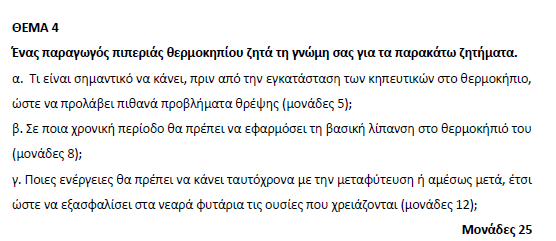 ΘΕΜΑ 4
Ένας παραγωγός πιπεριάς θερμοκηπίου ζητά τη γνώμη σας για τα παρακάτω ζητήματα.
α. Τι είναι σημαντικό να κάνει, πριν από την εγκατάσταση των κηπευτικών στο θερμοκήπιο,
ώστε να προλάβει πιθανά προβλήματα θρέψης (μονάδες 5);
β. Σε ποια χρονική περίοδο θα πρέπει να εφαρμόσει τη βασική λίπανση στο θερμοκήπιό του
(μονάδες 8);
γ. Ποιες ενέργειες θα πρέπει να κάνει ταυτόχρονα με την μεταφύτευση ή αμέσως μετά, έτσι
ώστε να εξασφαλίσει στα νεαρά φυτάρια τις ουσίες που χρειάζονται (μονάδες 12);
Μονάδες 25